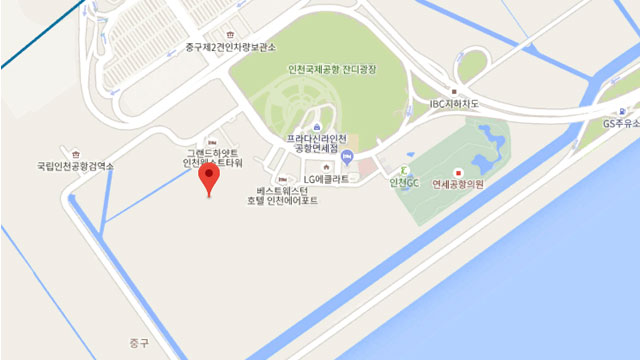 중구제2견인차량보관소
인천국제공항 잔디광장
IBC지하차도
GS주유소
프라다신라인천
공항면세점
그랜드하얏트
인천웨스트타워
국립인천공항검역소
LG에클라트
인천GC
연세공항의원
베스트웨스턴
호텔 인천에어포트
중구